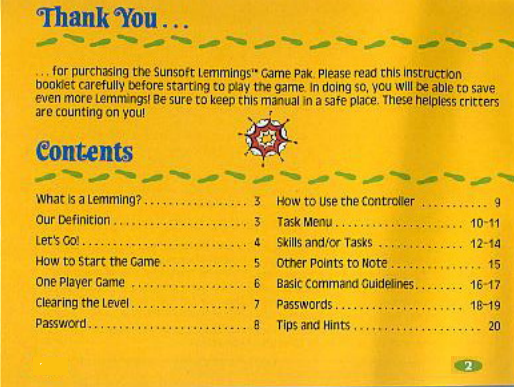 Thank You...
... for purchasing the Sunsoft Lemmings™ Game Pak. Please read this instruction
booklet carefully before starting to play the game. In doing so, you will be able to save
even more Lemmings! Be sure to keep this manual in a safe place. These helpless critters
are counting on you!
Contents
What is a Lemming? ................. 3
Our Definition ...................... 3
Let's Go! ........................... 4
How to Start the Game .............. 5
One Player Game ................... 6
Clearing the Level .................. 7
Password .......................... 8
How to Use the Controller ........... 9
Task Menu ..................... 10-11
Skills and/or Tasks .............. 12-14
Other Points to Note ............... 15
Basic Command Guidelines ........ 16-17
Passwords ..................... 18-19
Tips and Hints ..................... 20
2